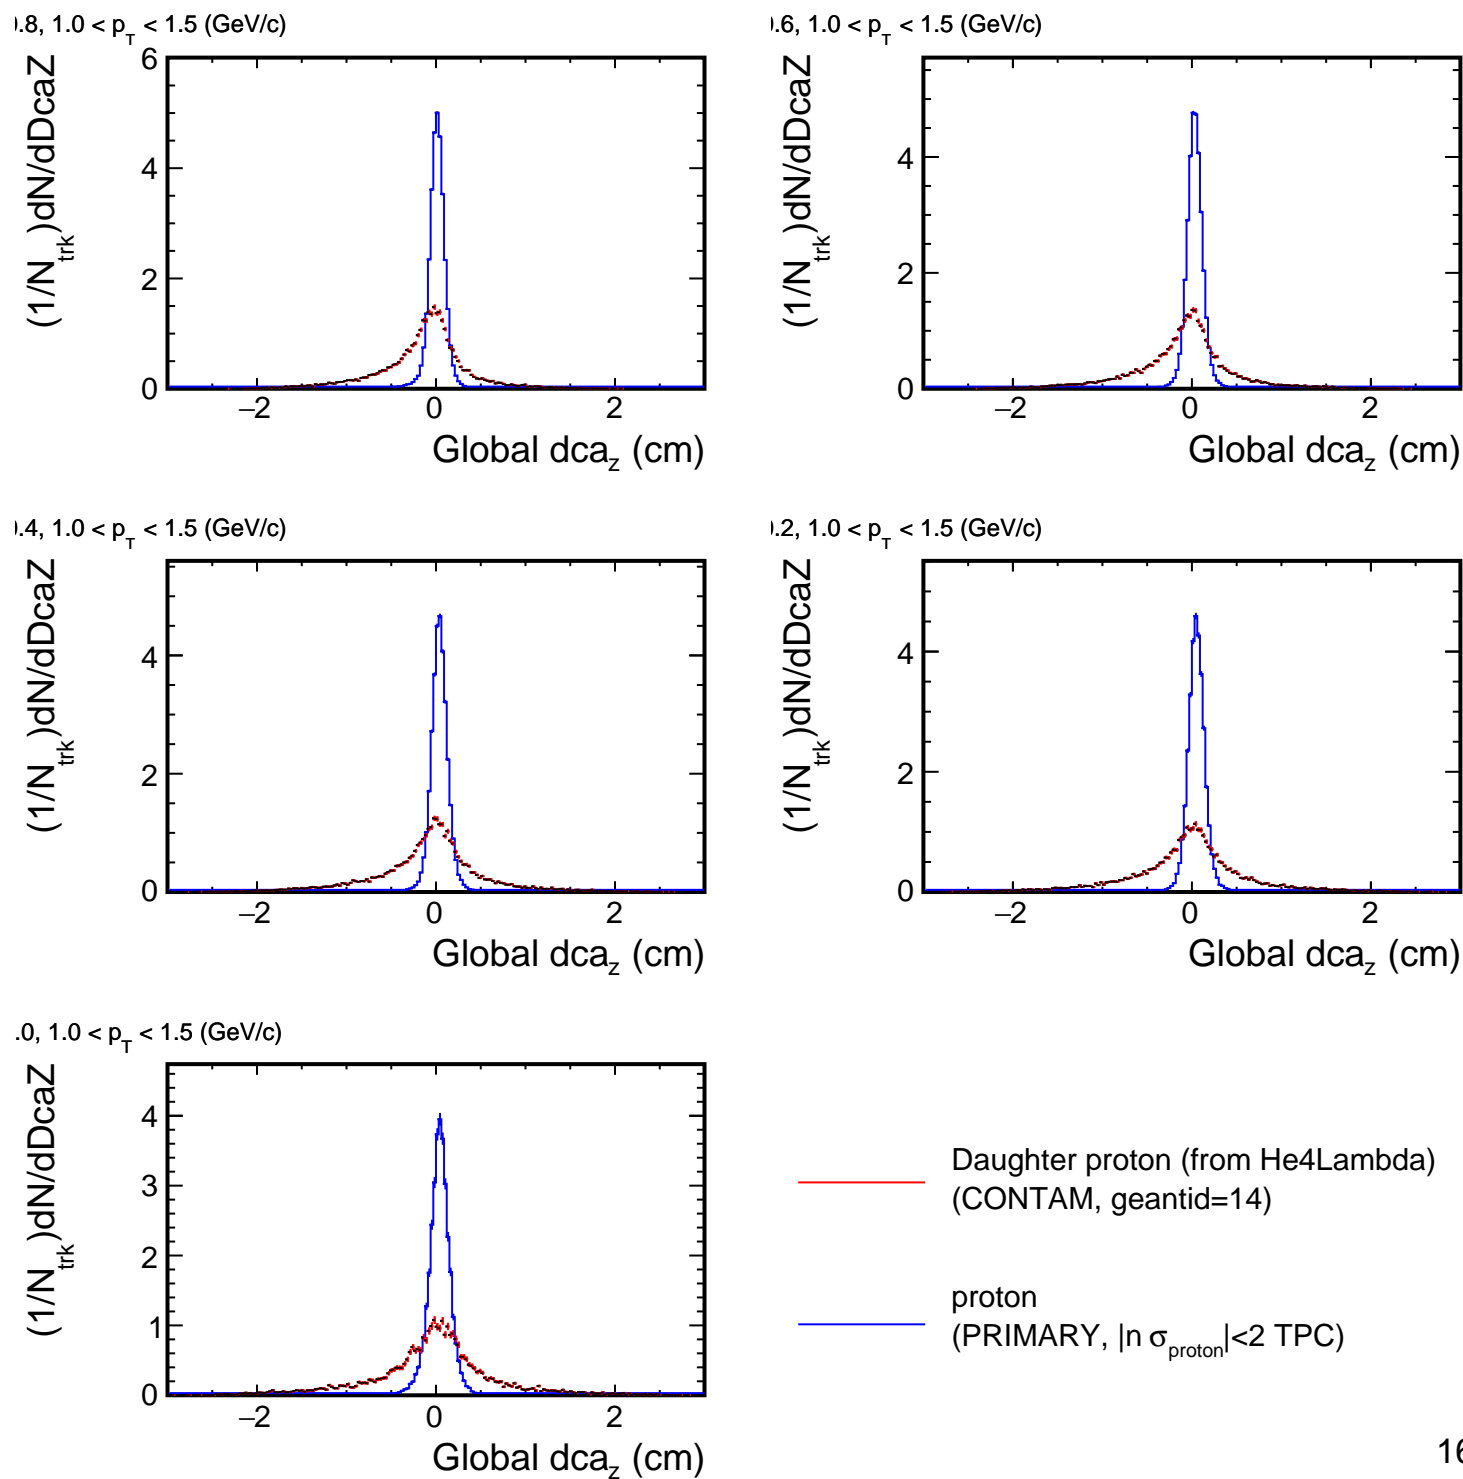 .8, 1.0 < p_T < 1.5 (GeV/c)
(1/N_trk)dN/dDcaZ
6
4
2
0
−2 0 2
Global dca_z (cm)
.6, 1.0 < p_T < 1.5 (GeV/c)
(1/N_trk)dN/dDcaZ
4
2
0
−2 0 2
Global dca_z (cm)
.4, 1.0 < p_T < 1.5 (GeV/c)
(1/N_trk)dN/dDcaZ
4
2
0
−2 0 2
Global dca_z (cm)
.2, 1.0 < p_T < 1.5 (GeV/c)
(1/N_trk)dN/dDcaZ
4
2
0
−2 0 2
Global dca_z (cm)
.0, 1.0 < p_T < 1.5 (GeV/c)
(1/N_trk)dN/dDcaZ
4
3
2
1
0
−2 0 2
Global dca_z (cm)
Daughter proton (from He4Lambda)
(CONTAM, geantid=14)
proton
(PRIMARY, |n σ_proton|<2 TPC)